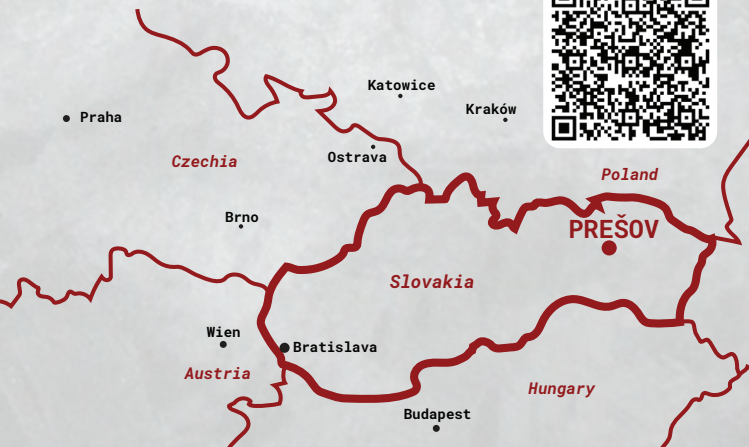 Katowice
Kraków
Praha
Ostrava
Czechia
Poland
Brno
PREŠOV
Slovakia
Wien
Bratislava
Austria
Hungary
Budapest